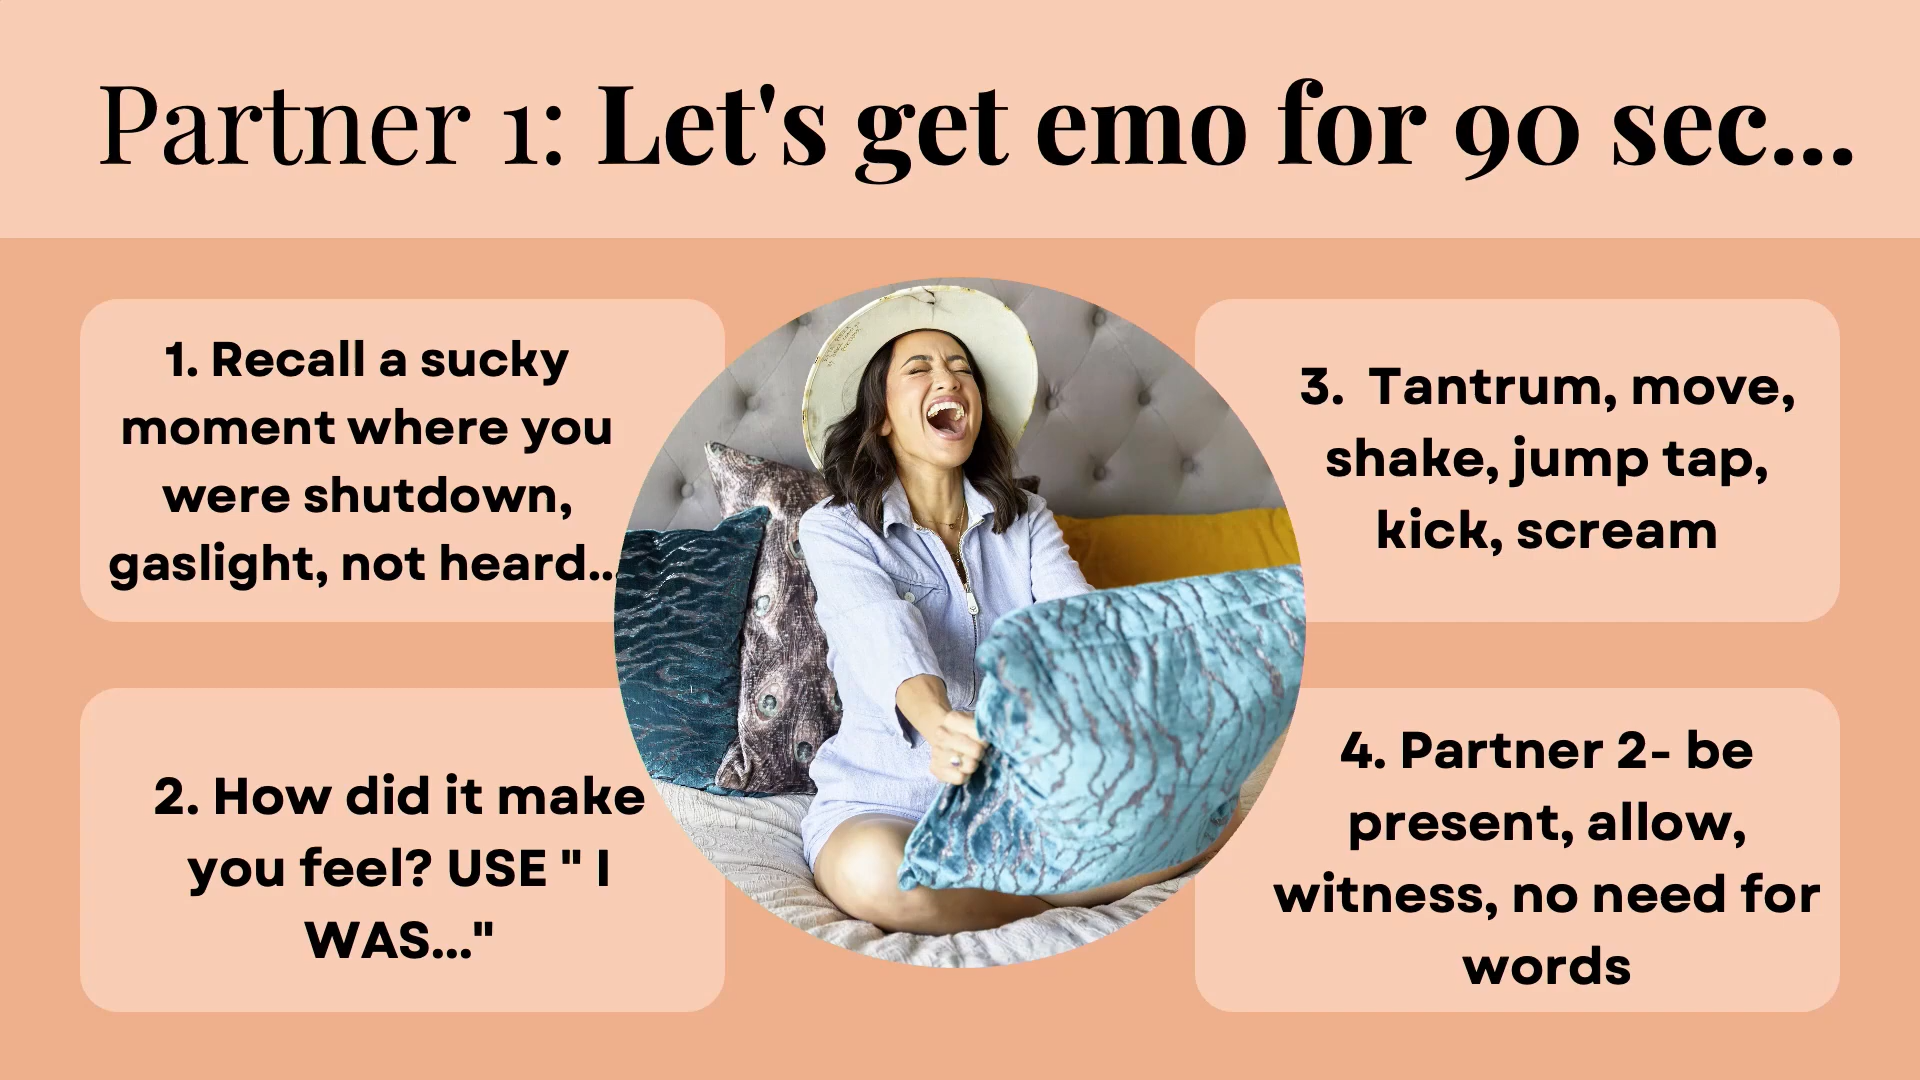 Partner 1: Let's get emo for 90 sec...
1. Recall a sucky
moment where you
were shutdown,
gaslight, not heard...
2. How did it make
you feel? USE " I
WAS..."
3. Tantrum, move,
shake, jump tap,
kick, scream
4. Partner 2- be
present, allow,
witness, no need for
words